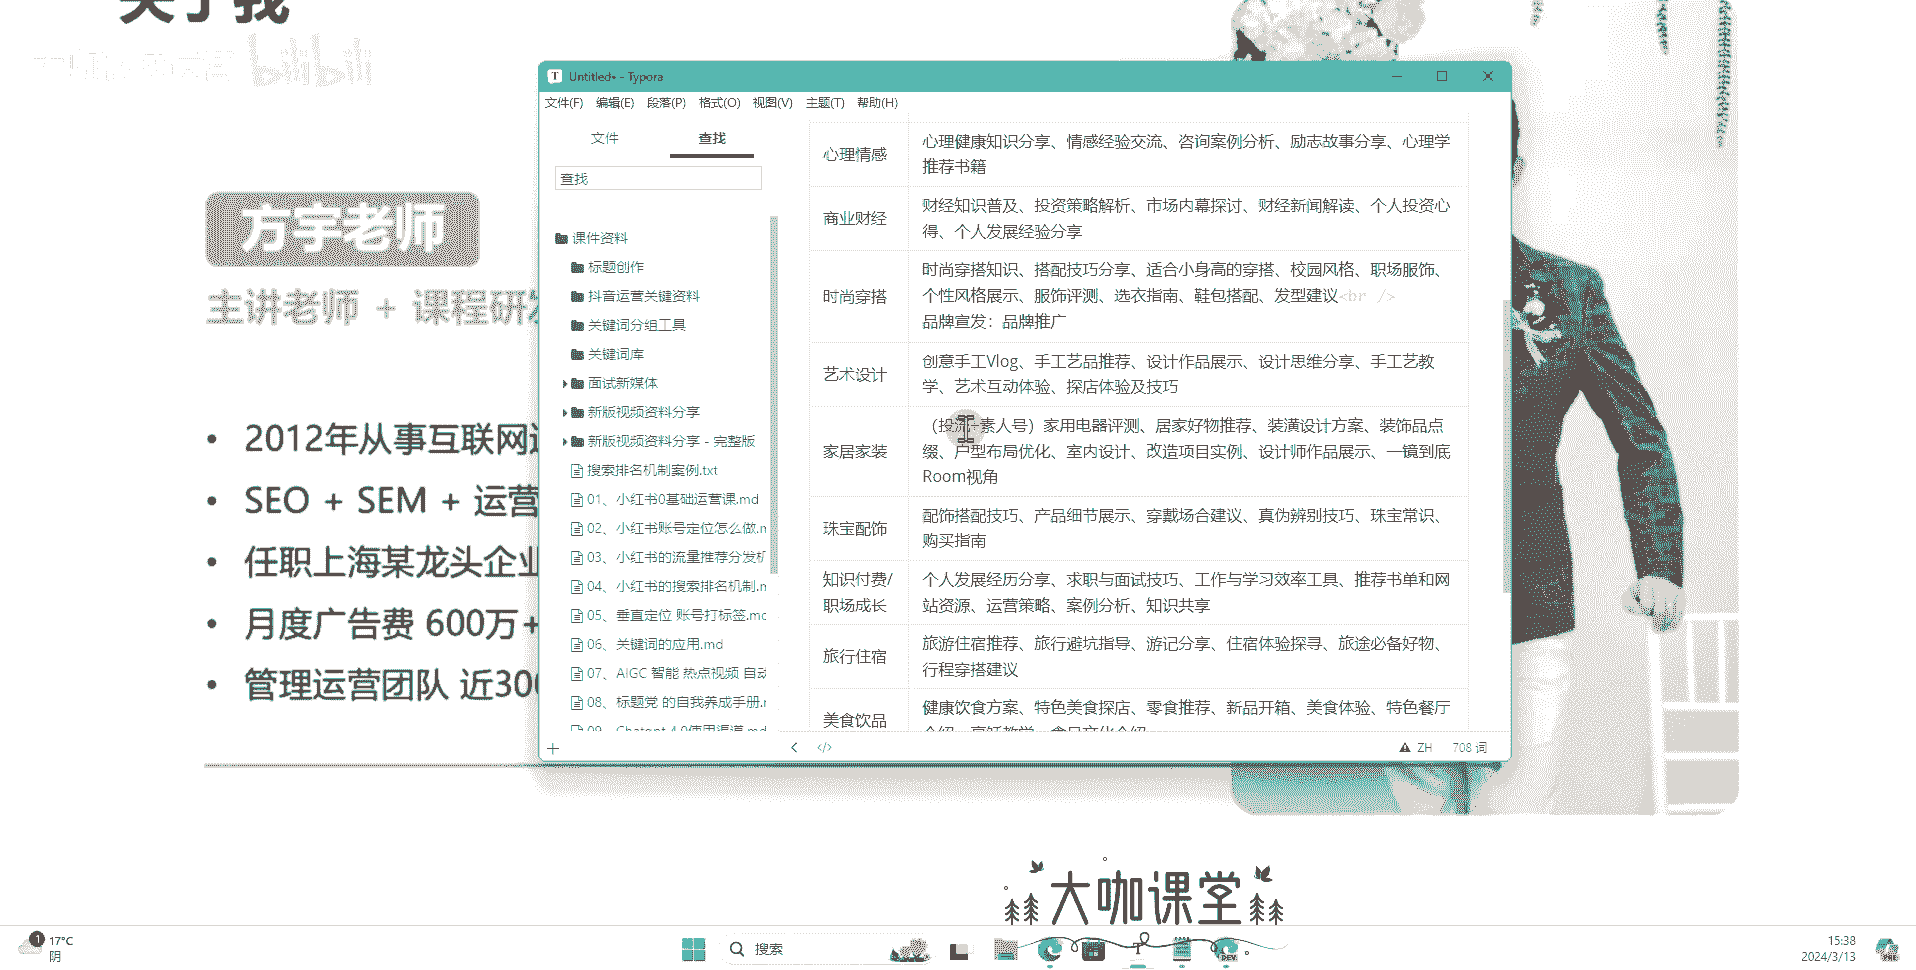 关于我
bilibili
方宇老师
主讲老师 + 课程研发
• 2012年从事互联网运
• SEO + SEM + 运营
• 任职上海某龙头企业
• 月度广告费 600万+
• 管理运营团队 近300
Untitled• - Typora
文件(F) 编辑(E) 段落(P) 格式(O) 视图(V) 主题(T) 帮助(H)
文件 查找
查找
课件资料
标题创作
抖音运营关键资料
关键词分组工具
关键词库
面试新媒体
新版视频资料分享
新版视频资料分享 - 完整版
搜索排名机制案例.txt
01、小红书0基础运营课.md
02、小红书账号定位怎么做.m
03、小红书的流量推荐分发机
04、小红书的搜索排名机制.m
05、垂直定位 账号打标签.md
06、关键词的应用.md
07、AIGC 智能 热点视频 自动
08、标题党 的自我养成手册.r
09、Chatgpt 4.0使用渠道.md
心理情感
心理健康知识分享、情感经验交流、咨询案例分析、励志故事分享、心理学
推荐书籍
商业财经
财经知识普及、投资策略解析、市场内幕探讨、财经新闻解读、个人投资心
得、个人发展经验分享
时尚穿搭
时尚穿搭知识、搭配技巧分享、适合小身高的穿搭、校园风格、职场服饰、
个性风格展示、服饰评测、选衣指南、鞋包搭配、发型建议<br />
品牌宣发：品牌推广
艺术设计
创意手工Vlog、手工艺品推荐、设计作品展示、设计思维分享、手工艺教
学、艺术互动体验、探店体验及技巧
家居家装
（投流+素人号）家用电器评测、居家好物推荐、装潢设计方案、装饰品点
缀、户型布局优化、室内设计、改造项目实例、设计师作品展示、一镜到底
Room视角
珠宝配饰
配饰搭配技巧、产品细节展示、穿戴场合建议、真伪辨别技巧、珠宝常识、
购买指南
知识付费/
职场成长
个人发展经历分享、求职与面试技巧、工作与学习效率工具、推荐书单和网
站资源、运营策略、案例分析、知识共享
旅行住宿
旅游住宿推荐、旅行避坑指导、游记分享、住宿体验探寻、旅途必备好物、
行程穿搭建议
美食饮品
健康饮食方案、特色美食探店、零食推荐、新品开箱、美食体验、特色餐厅
介绍、烹饪教学、食品文化介绍
ZH 708 词
大咖课堂
1
17°C
阴
搜索
DEV
15:38
2024/3/13
PRE